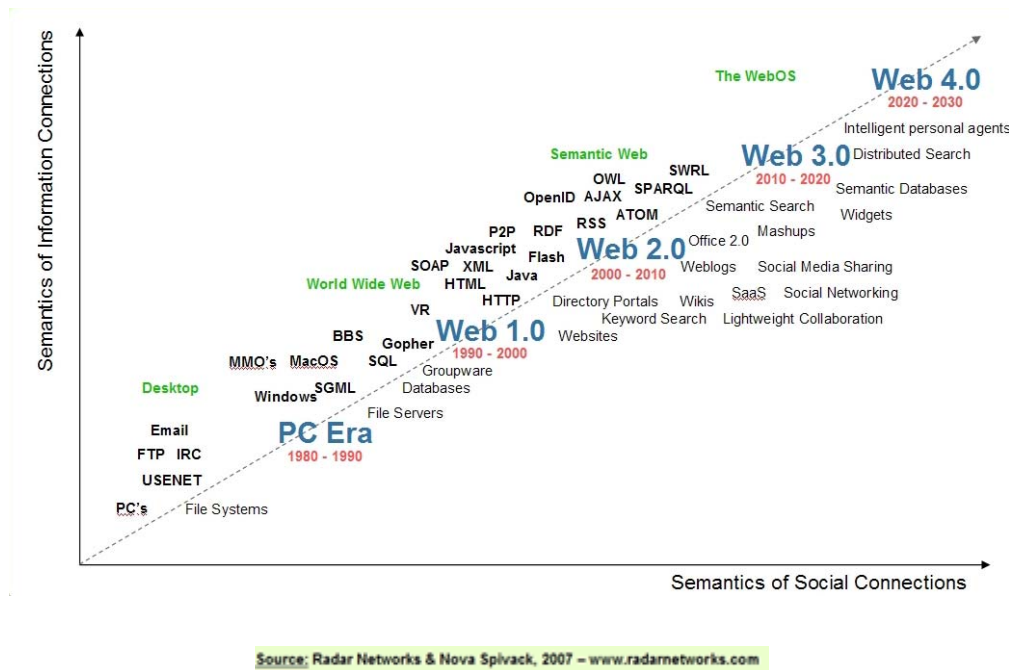 Semantics of Information Connections
The WebOS
Web 4.0
2020 - 2030
Intelligent personal agents
Semantic Web
Web 3.0
Distributed Search
2010 - 2020
SWRL
OWL
SPARQL
Semantic Databases
OpenID
AJAX
Semantic Search
ATOM
Widgets
RSS
P2P
RDF
Mashups
Office 2.0
Javascript
Web 2.0
Flash
SOAP
XML
2000 - 2010
Weblogs
Social Media Sharing
Java
World Wide Web
HTML
SaaS
Social Networking
HTTP
Directory Portals
Wikis
VR
Keyword Search
Lightweight Collaboration
Web 1.0
BBS
Websites
Gopher
1990 - 2000
MMO's
MacOS
SQL
Groupware
Desktop
SGML
Databases
Windows
File Servers
Email
PC Era
FTP
IRC
1980 - 1990
USENET
PC's
File Systems
Semantics of Social Connections
Source: Radar Networks & Nova Spivack, 2007 – www.radarnetworks.com